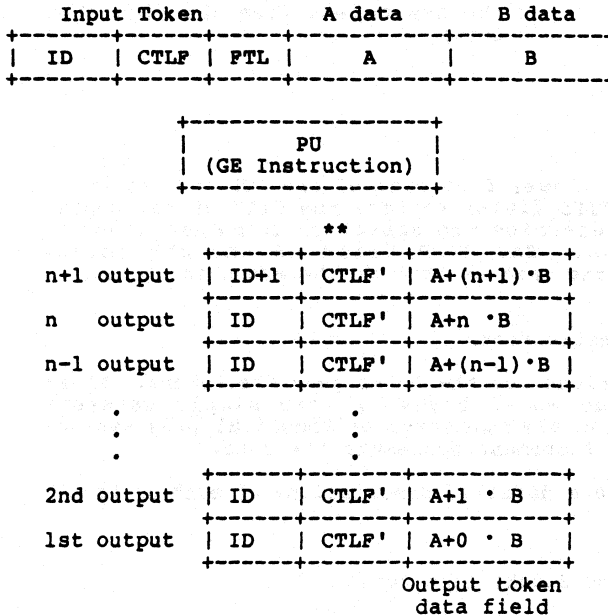 Input Token A data B data
| ID | CTLF | FTL | A | B
PU
(GE Instruction)
**
n+1 output | ID+1 | CTLF' | A+(n+1)·B |
n output | ID | CTLF' | A+n ·B |
n-1 output | ID | CTLF' | A+(n-1)·B |
2nd output | ID | CTLF' | A+1 · B |
1st output | ID | CTLF' | A+0 · B |
Output token
data field